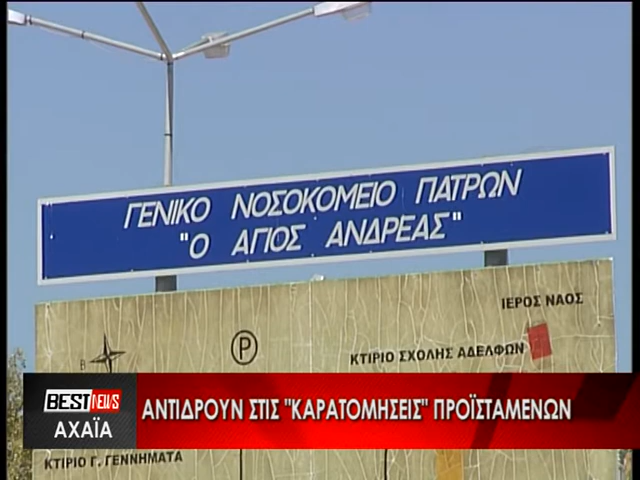 ΓΕΝΙΚΟ ΝΟΣΟΚΟΜΕΙΟ ΠΑΤΡΩΝ
"Ο ΑΓΙΟΣ ΑΝΔΡΕΑΣ"
ΙΕΡΟΣ ΝΑΟΣ
P
ΚΤΙΡΙΟ ΣΧΟΛΗΣ ΑΔΕΛΦΩΝ
Β
BEST NEWS
ΑΧΑΪΑ
ΑΝΤΙΔΡΟΥΝ ΣΤΙΣ "ΚΑΡΑΤΟΜΗΣΕΙΣ" ΠΡΟΪΣΤΑΜΕΝΩΝ
ΚΤΙΡΙΟ Γ. ΓΕΝΝΗΜΑΤΑ